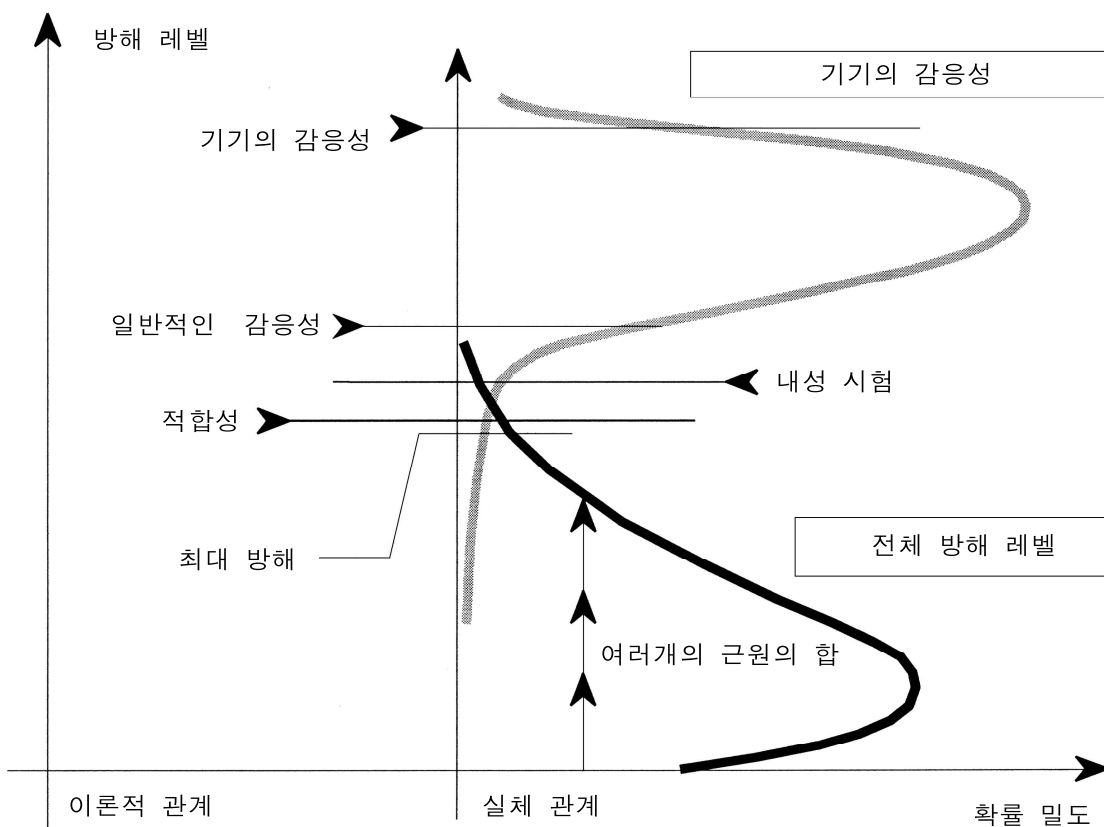 방해 레벨
기기의 감응성
기기의 감응성
일반적인 감응성
내성 시험
적합성
전체 방해 레벨
최대 방해
여러개의 근원의 합
이론적 관계
실체 관계
확률 밀도